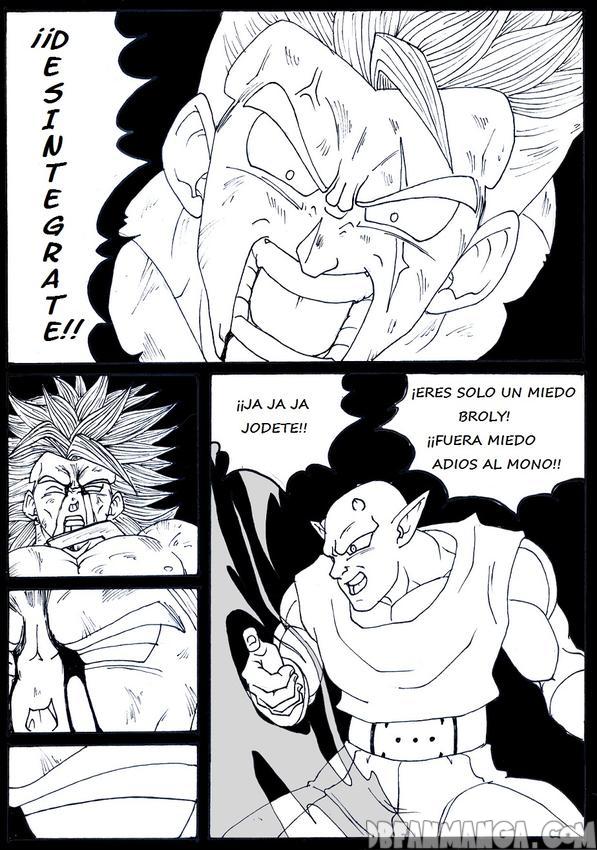 ¡¡DESINTEGRATE!!
¡¡JA JA JA
JODETE!!
¡ERES SOLO UN MIEDO
BROLY!
¡¡FUERA MIEDO
ADIOS AL MONO!!
DBFANMANGA.COM